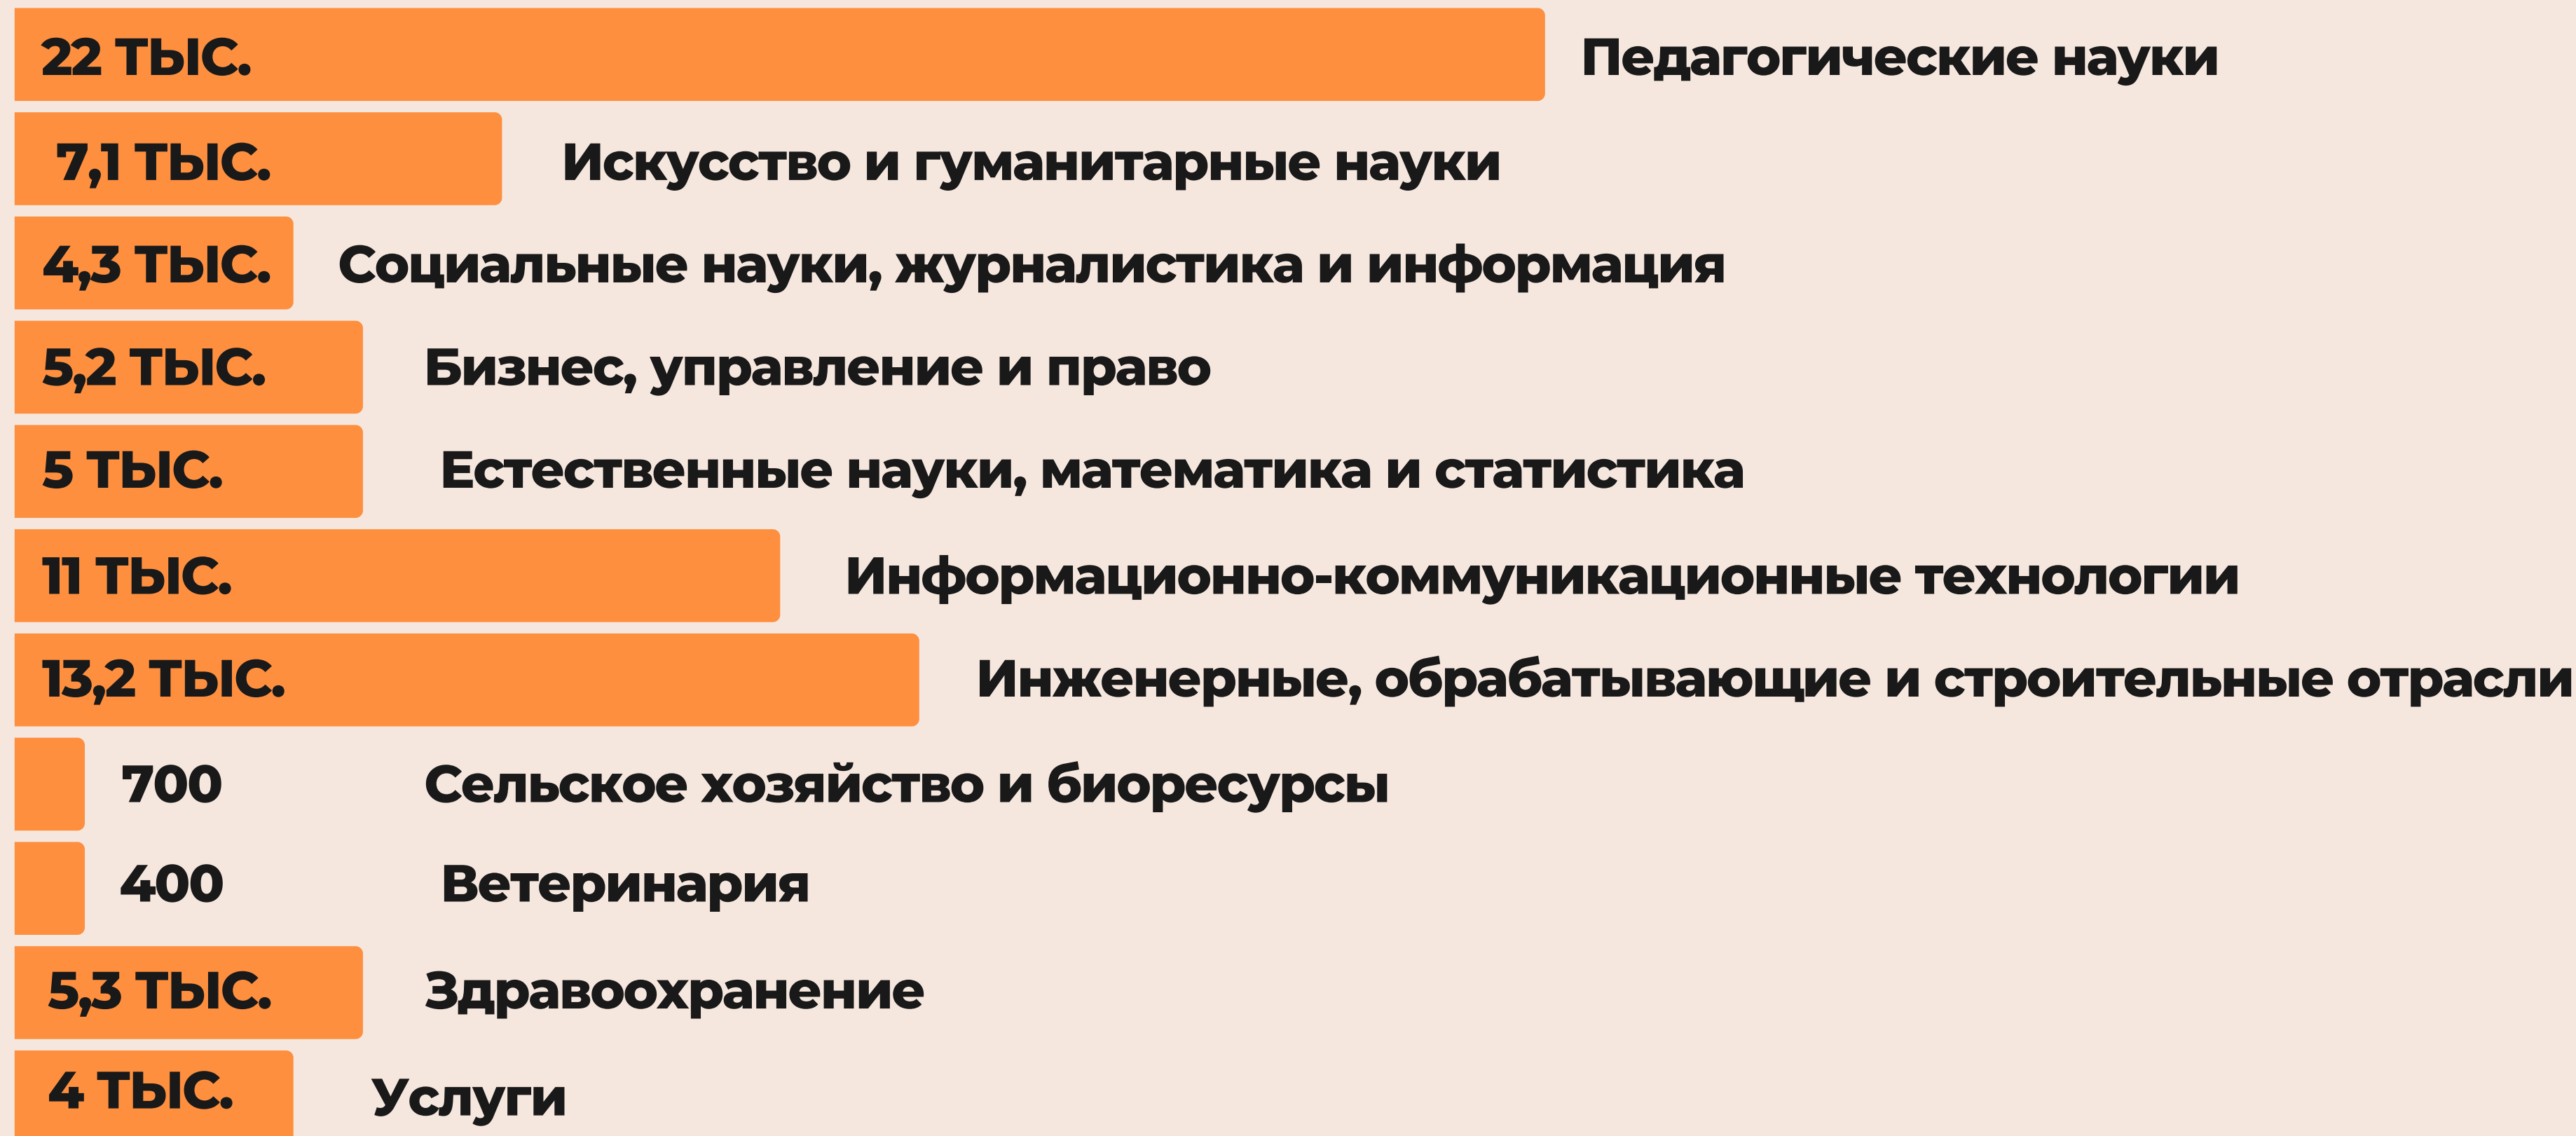 22 ТЫС. Педагогические науки
7,1 ТЫС. Искусство и гуманитарные науки
4,3 ТЫС. Социальные науки, журналистика и информация
5,2 ТЫС. Бизнес, управление и право
5 ТЫС. Естественные науки, математика и статистика
11 ТЫС. Информационно-коммуникационные технологии
13,2 ТЫС. Инженерные, обрабатывающие и строительные отрасли
700 Сельское хозяйство и биоресурсы
400 Ветеринария
5,3 ТЫС. Здравоохранение
4 ТЫС. Услуги